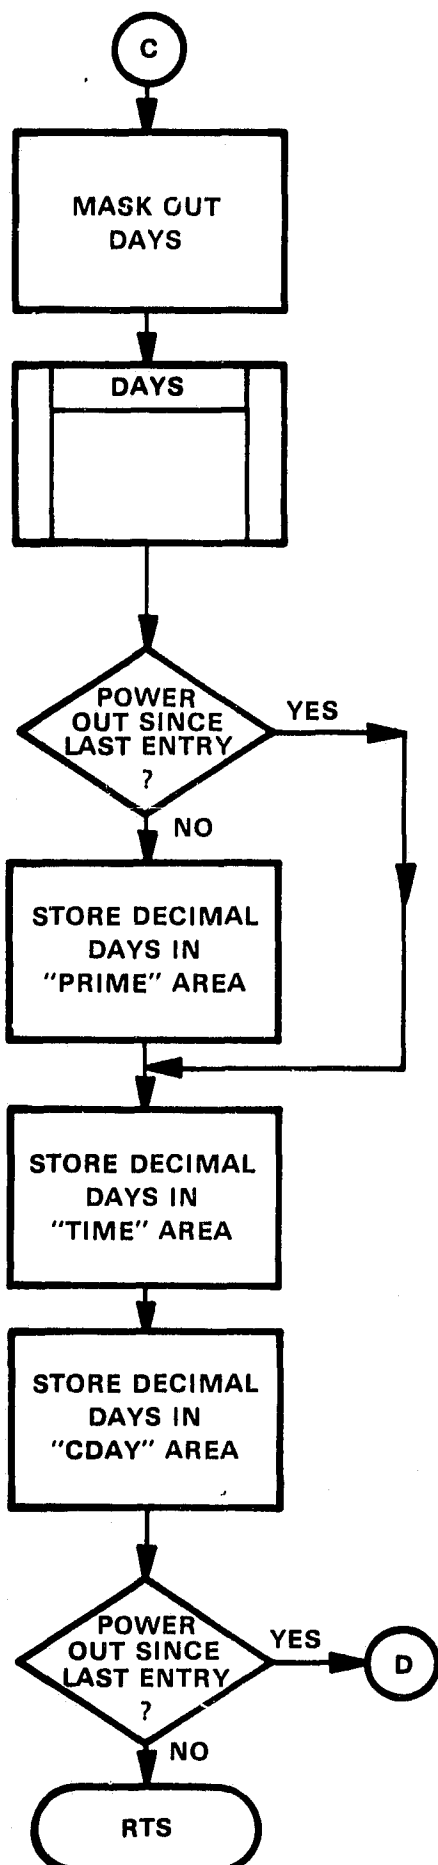 C
MASK OUT
DAYS
DAYS
POWER
OUT SINCE
LAST ENTRY
?
YES
NO
STORE DECIMAL
DAYS IN
"PRIME" AREA
STORE DECIMAL
DAYS IN
"TIME" AREA
STORE DECIMAL
DAYS IN
"CDAY" AREA
POWER
OUT SINCE
LAST ENTRY
?
YES
D
NO
RTS